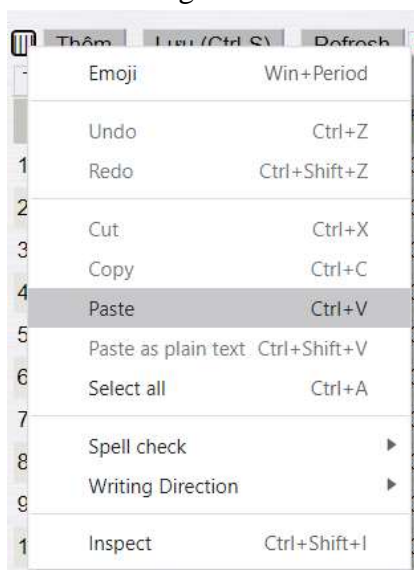 Thêm Lưu (Ctrl S) Refresh
Emoji Win+Period
Undo Ctrl+Z
1
Redo Ctrl+Shift+Z
2
Cut Ctrl+X
3
Copy Ctrl+C
4
Paste Ctrl+V
5
Paste as plain text Ctrl+Shift+V
6
Select all Ctrl+A
7
Spell check
8
Writing Direction
9
Inspect Ctrl+Shift+I
1